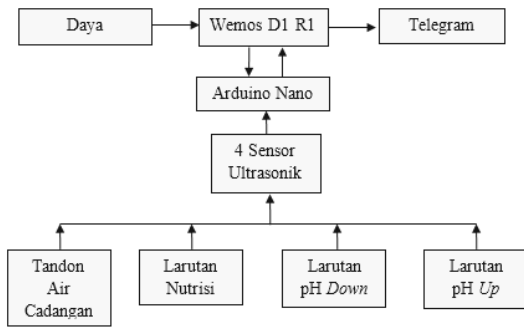 Daya
Wemos D1 R1
Telegram
Arduino Nano
4 Sensor
Ultrasonik
Tandon
Air
Cadangan
Larutan
Nutrisi
Larutan
pH Down
Larutan
pH Up